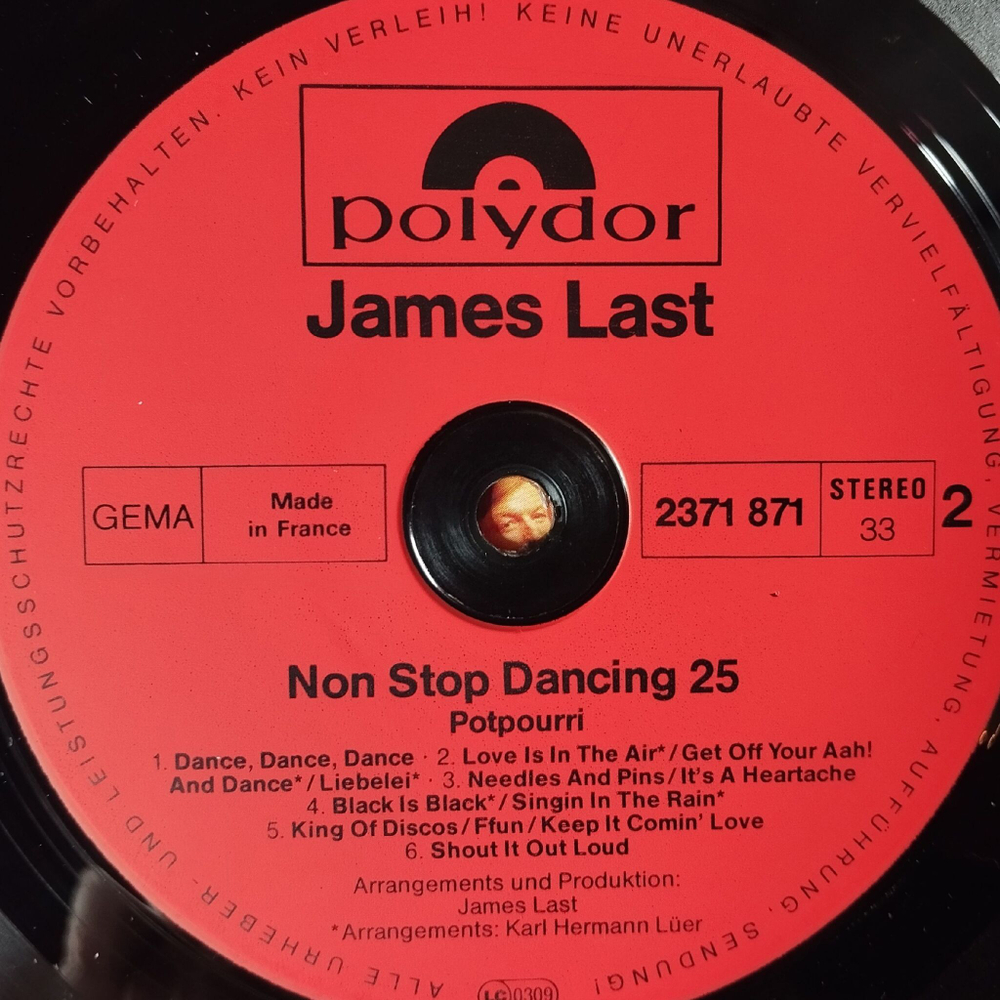 ALLE URHEBER- UND LEISTUNGSSCHUTZRECHTE VORBEHALTEN. KEIN VERLEIH! KEINE UNERLAUBTE VERVIELFÄLTIGUNG, VERMIETUNG, AUFFÜHRUNG, SENDUNG!
polydor
James Last
GEMA
Made
in France
2371 871
STEREO
33
2
Non Stop Dancing 25
Potpourri
1. Dance, Dance, Dance · 2. Love Is In The Air*/Get Off Your Aah!
And Dance*/Liebelei* · 3. Needles And Pins/It's A Heartache
4. Black Is Black*/Singin In The Rain*
5. King Of Discos/Ffun/Keep It Comin' Love
6. Shout It Out Loud
Arrangements und Produktion:
James Last
*Arrangements: Karl Hermann Lüer
LC 0309